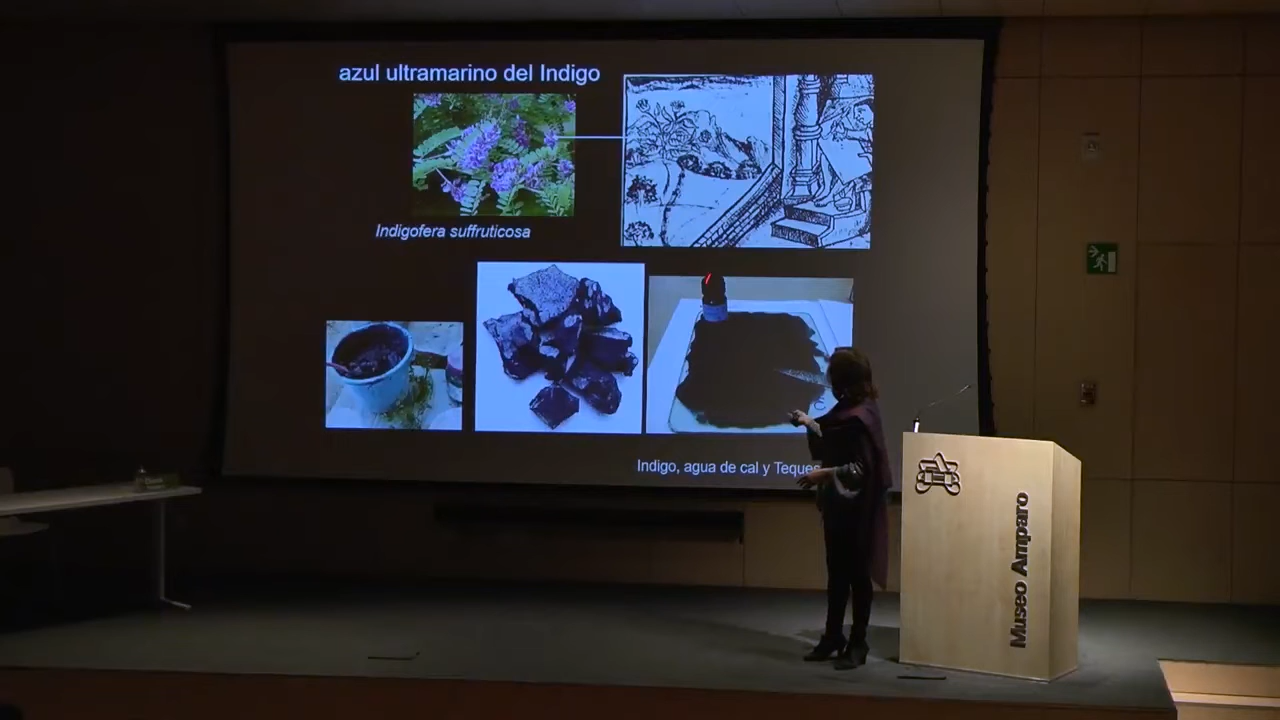 azul ultramarino del Indigo
Indigofera suffruticosa
Indigo, agua de cal y
Museo Amparo